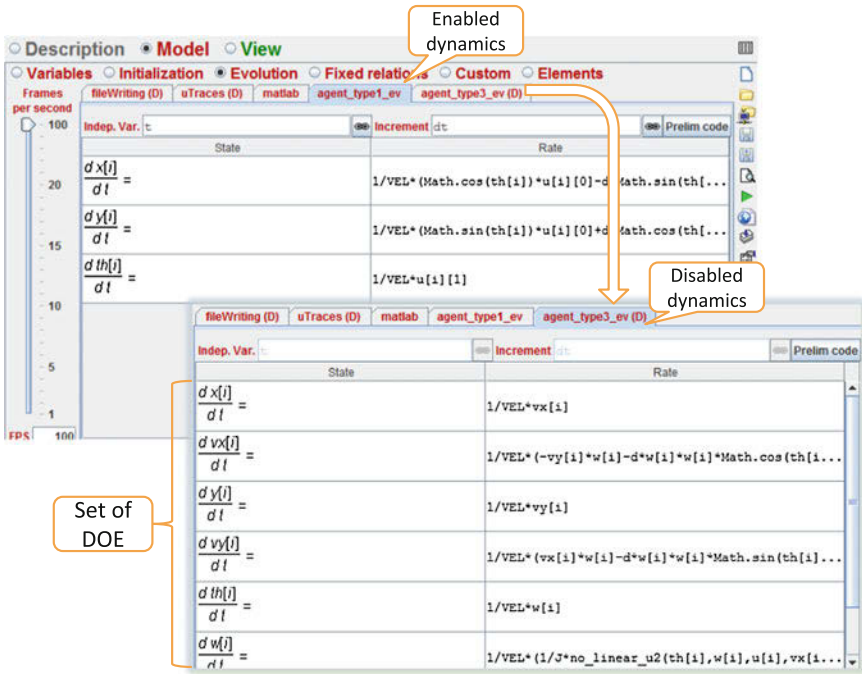 Enabled
dynamics
Description Model View
Variables Initialization Evolution Fixed relations Custom Elements
Frames
per second
fileWriting (D) uTraces (D) matlab agent_type1_ev agent_type3_ev (D)
100
Indep. Var. t Increment dt Prelim code
State Rate
d x[i]
d t
=
1/VEL*(Math.cos(th[i])*u[i][0]-d*Math.sin(th[...
20
d y[i]
d t
=
1/VEL*(Math.sin(th[i])*u[i][0]+d*Math.cos(th[...
15
d th[i]
d t
=
1/VEL*u[i][1]
10
5
1
FPS 100
Disabled
dynamics
fileWriting (D) uTraces (D) matlab agent_type1_ev agent_type3_ev (D)
Indep. Var. t Increment dt Prelim code
State Rate
d x[i]
d t
=
1/VEL*vx[i]
d vx[i]
d t
=
1/VEL*(-vy[i]*w[i]-d*w[i]*w[i]*Math.cos(th[i...
d y[i]
d t
=
1/VEL*vy[i]
d vy[i]
d t
=
1/VEL*(vx[i]*w[i]-d*w[i]*w[i]*Math.sin(th[i]...
d th[i]
d t
=
1/VEL*w[i]
d w[i]
d t
=
1/VEL*(1/J*no_linear_u2(th[i],w[i],u[i],vx[i...
Set of
DOE